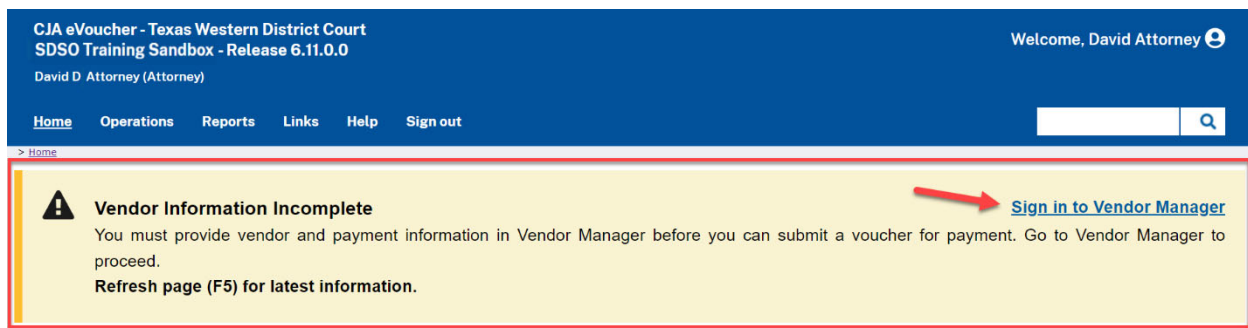 CJA eVoucher - Texas Western District Court
SDSO Training Sandbox - Release 6.11.0.0
Welcome, David Attorney
David D Attorney (Attorney)
Home Operations Reports Links Help Sign out
> Home
Vendor Information Incomplete
Sign in to Vendor Manager
You must provide vendor and payment information in Vendor Manager before you can submit a voucher for payment. Go to Vendor Manager to
proceed.
Refresh page (F5) for latest information.